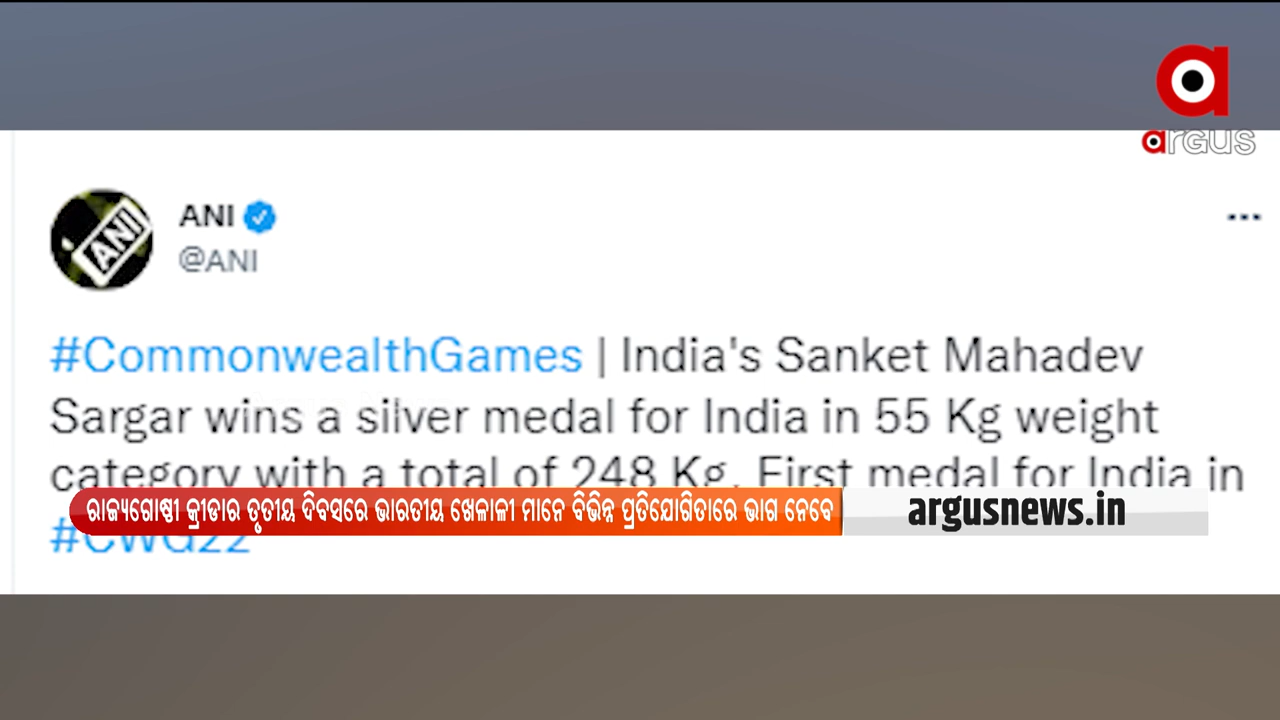 argus
ANI
ANI
@ANI
#CommonwealthGames | India's Sanket Mahadev
Sargar wins a silver medal for India in 55 Kg weight
category with a total of 248 Kg. First medal for India in
#CWG22
ରାଜ୍ୟଗୋଷ୍ଠୀ କ୍ରୀଡାର ତୃତୀୟ ଦିବସରେ ଭାରତୀୟ ଖେଳାଳୀ ମାନେ ବିଭିନ୍ନ ପ୍ରତିଯୋଗିତାରେ ଭାଗ ନେବେ
argusnews.in